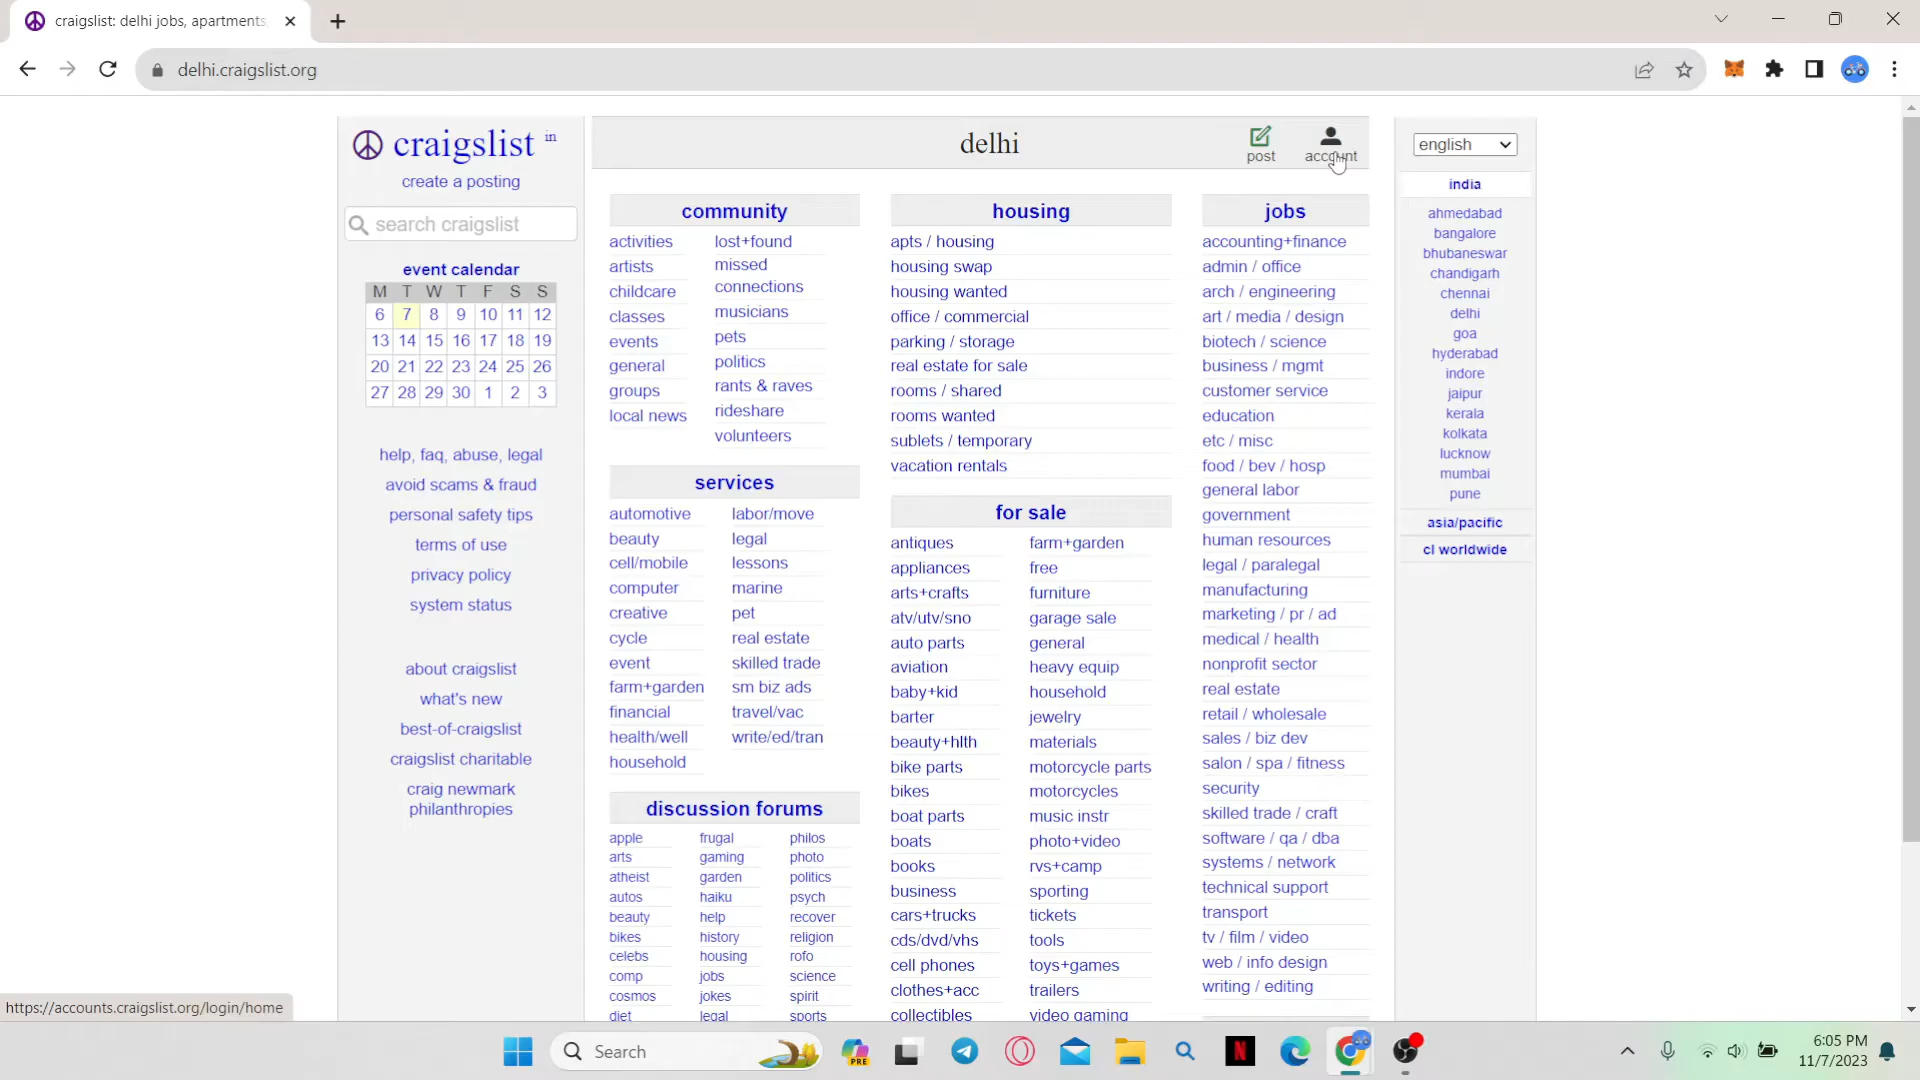 craigslist: delhi jobs, apartments,
delhi.craigslist.org
craigslist in
create a posting
search craigslist
event calendar
M T W T F S S
6 7 8 9 10 11 12
13 14 15 16 17 18 19
20 21 22 23 24 25 26
27 28 29 30 1 2 3
help, faq, abuse, legal
avoid scams & fraud
personal safety tips
terms of use
privacy policy
system status
about craigslist
what's new
best-of-craigslist
craigslist charitable
craig newmark
philanthropies
delhi
post
account
community
activities
artists
childcare
classes
events
general
groups
local news
lost+found
missed
connections
musicians
pets
politics
rants & raves
rideshare
volunteers
services
automotive
beauty
cell/mobile
computer
creative
cycle
event
farm+garden
financial
health/well
household
labor/move
legal
lessons
marine
pet
real estate
skilled trade
sm biz ads
travel/vac
write/ed/tran
discussion forums
apple
arts
atheist
autos
beauty
bikes
celebs
comp
cosmos
diet
frugal
gaming
garden
haiku
help
history
housing
jobs
jokes
legal
philos
photo
politics
psych
recover
religion
rofo
science
spirit
sports
housing
apts / housing
housing swap
housing wanted
office / commercial
parking / storage
real estate for sale
rooms / shared
rooms wanted
sublets / temporary
vacation rentals
for sale
antiques
appliances
arts+crafts
atv/utv/sno
auto parts
aviation
baby+kid
barter
beauty+hlth
bike parts
bikes
boat parts
boats
books
business
cars+trucks
cds/dvd/vhs
cell phones
clothes+acc
collectibles
farm+garden
free
furniture
garage sale
general
heavy equip
household
jewelry
materials
motorcycle parts
motorcycles
music instr
photo+video
rvs+camp
sporting
tickets
tools
toys+games
trailers
video gaming
jobs
accounting+finance
admin / office
arch / engineering
art / media / design
biotech / science
business / mgmt
customer service
education
etc / misc
food / bev / hosp
general labor
government
human resources
legal / paralegal
manufacturing
marketing / pr / ad
medical / health
nonprofit sector
real estate
retail / wholesale
sales / biz dev
salon / spa / fitness
security
skilled trade / craft
software / qa / dba
systems / network
technical support
transport
tv / film / video
web / info design
writing / editing
english
india
ahmedabad
bangalore
bhubaneswar
chandigarh
chennai
delhi
goa
hyderabad
indore
jaipur
kerala
kolkata
lucknow
mumbai
pune
asia/pacific
cl worldwide
https://accounts.craigslist.org/login/home
Search
PRE
N
6:05 PM
11/7/2023